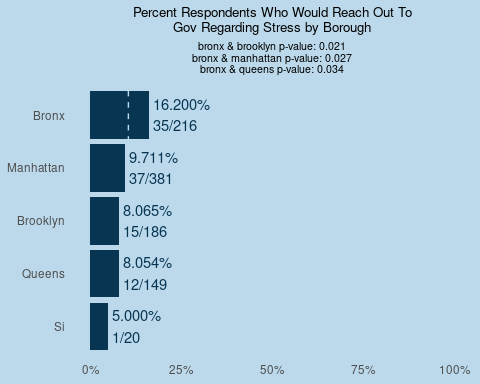 Percent Respondents Who Would Reach Out To
Gov Regarding Stress by Borough
bronx & brooklyn p-value: 0.021
bronx & manhattan p-value: 0.027
bronx & queens p-value: 0.034
Bronx
16.200%
35/216
Manhattan
9.711%
37/381
Brooklyn
8.065%
15/186
Queens
8.054%
12/149
Si
5.000%
1/20
0% 25% 50% 75% 100%